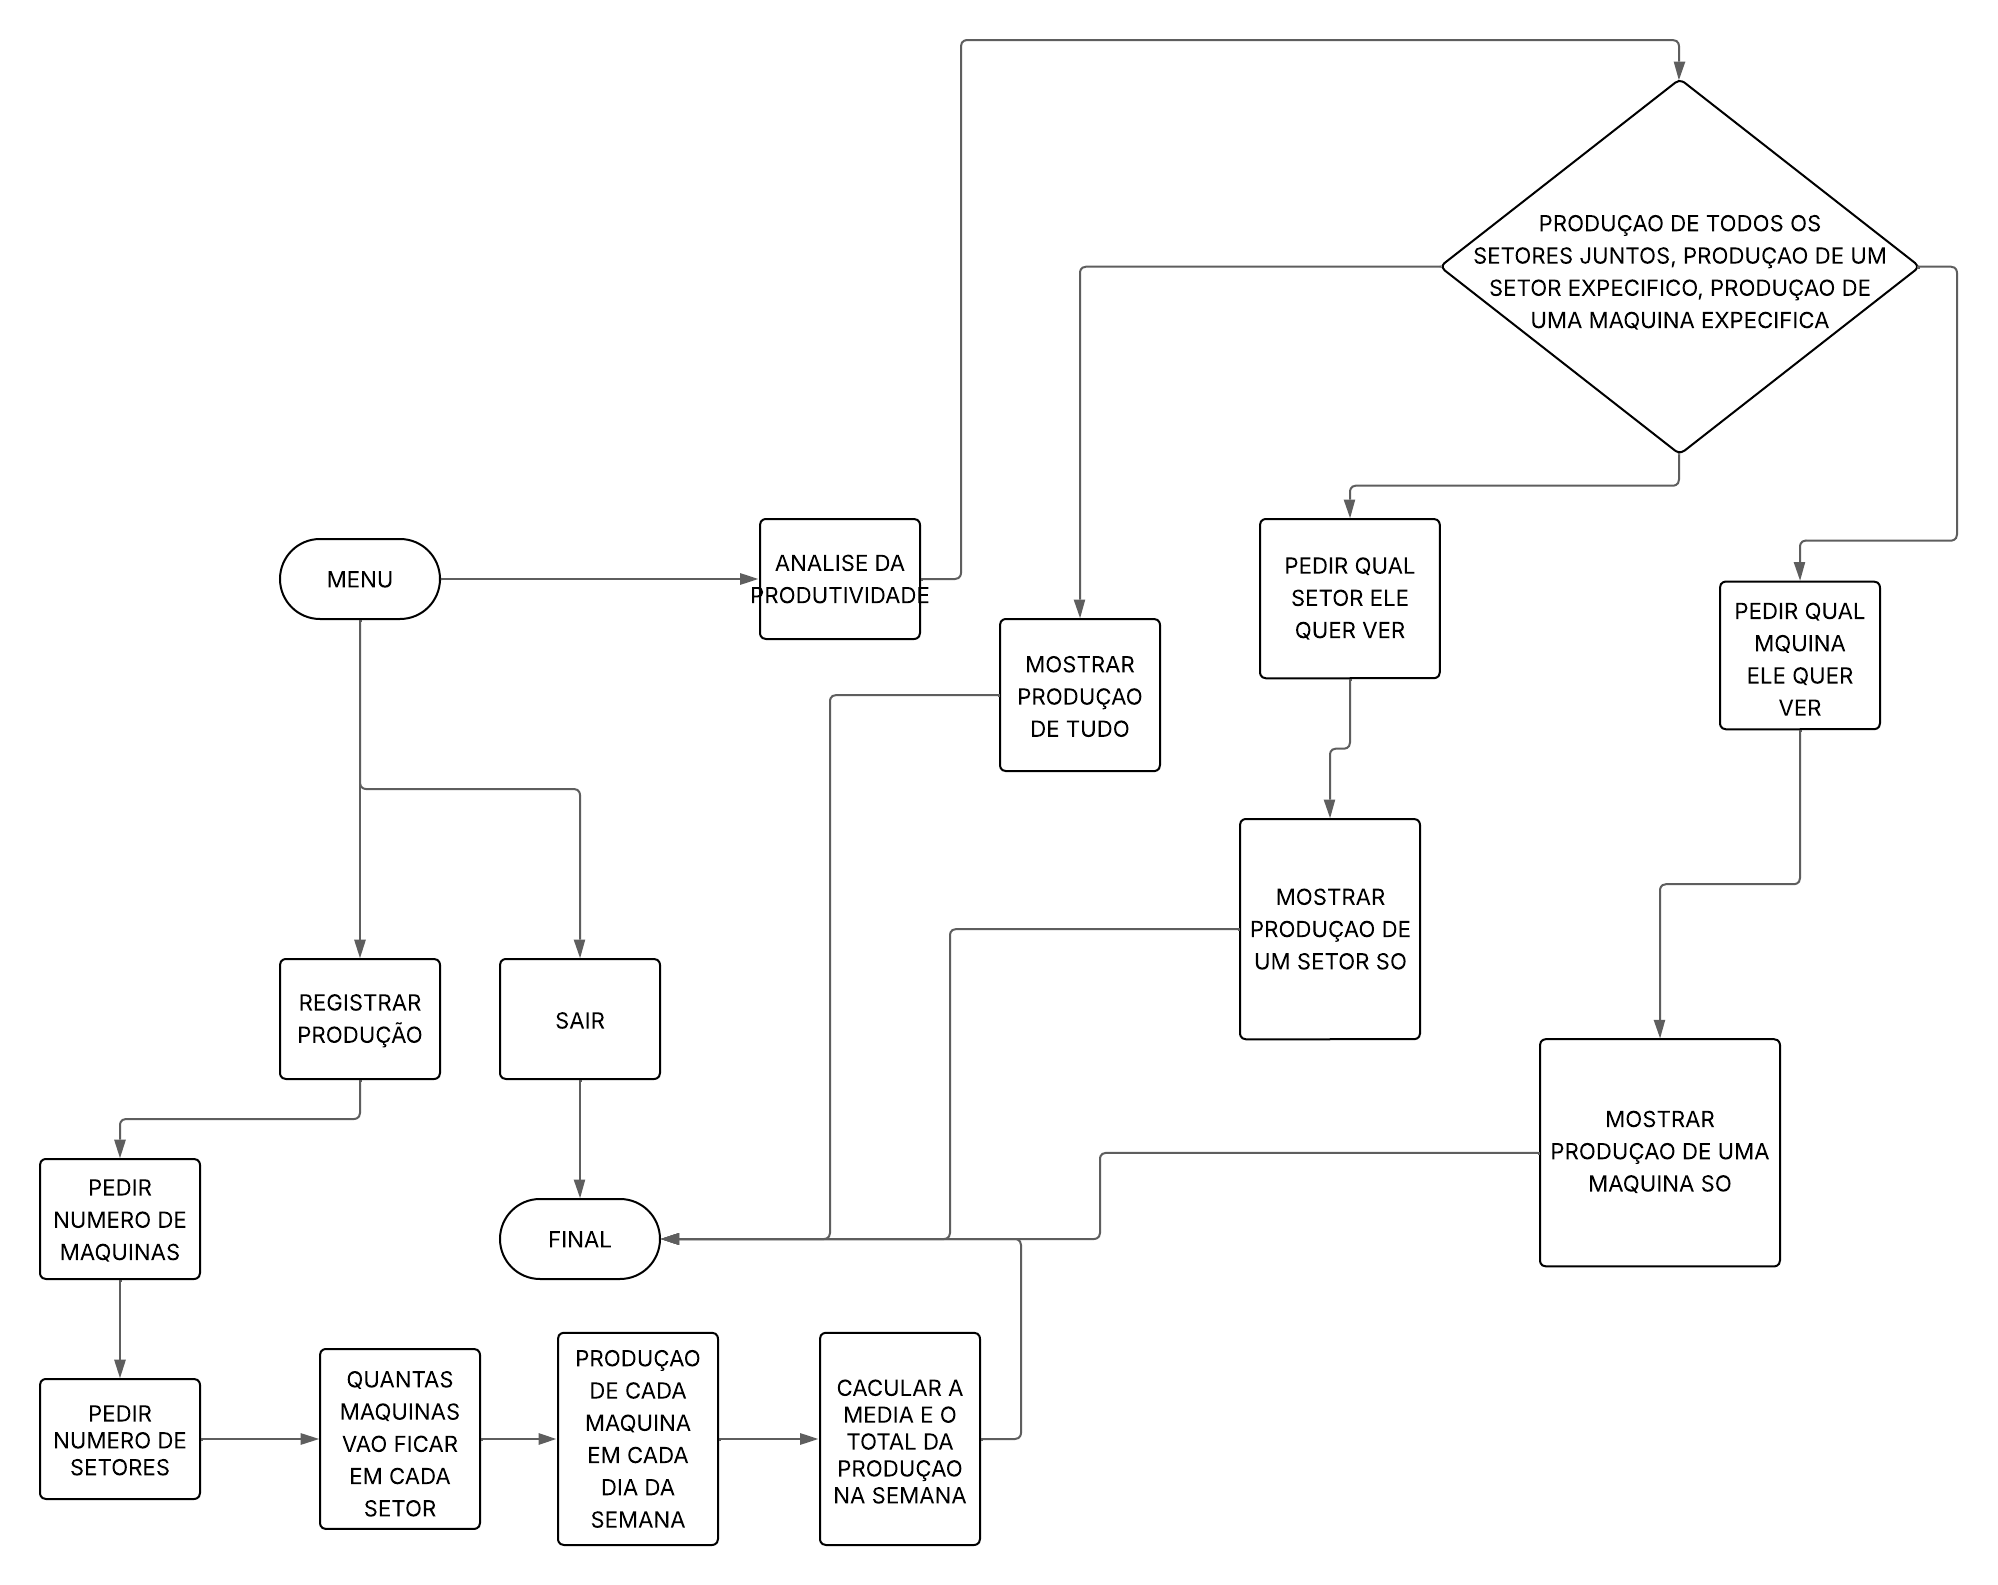 PRODUÇAO DE TODOS OS
SETORES JUNTOS, PRODUÇAO DE UM
SETOR EXPECIFICO, PRODUÇAO DE
UMA MAQUINA EXPECIFICA
MENU
ANALISE DA
PRODUTIVIDADE
PEDIR QUAL
SETOR ELE
QUER VER
PEDIR QUAL
MQUINA
ELE QUER
VER
MOSTRAR
PRODUÇAO
DE TUDO
MOSTRAR
PRODUÇAO DE
UM SETOR SO
REGISTRAR
PRODUÇÃO
SAIR
MOSTRAR
PRODUÇAO DE UMA
MAQUINA SO
PEDIR
NUMERO DE
MAQUINAS
FINAL
PEDIR
NUMERO DE
SETORES
QUANTAS
MAQUINAS
VAO FICAR
EM CADA
SETOR
PRODUÇAO
DE CADA
MAQUINA
EM CADA
DIA DA
SEMANA
CACULAR A
MEDIA E O
TOTAL DA
PRODUÇAO
NA SEMANA